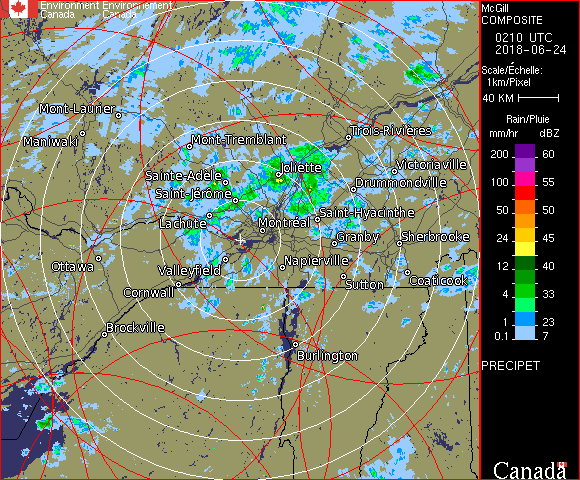 Environment Environnement
Canada Canada
McGill
COMPOSITE
0210 UTC
2018-06-24
Scale/Échelle:
1km/Pixel
40 KM
Rain/Pluie
mm/hr dBZ
200 60
100 55
50 50
24 45
12 40
4 33
1 23
0.1 7
PRECIPET
Canada
Mont-Laurier
Maniwaki
Mont-Tremblant
Trois-Rivières
Sainte-Adèle
Joliette
Victoriaville
Saint-Jérôme
Drummondville
Lachute
Saint-Hyacinthe
Montréal
Granby
Sherbrooke
Ottawa
Valleyfield
Napierville
Cornwall
Sutton
Coaticook
Brockville
Burlington